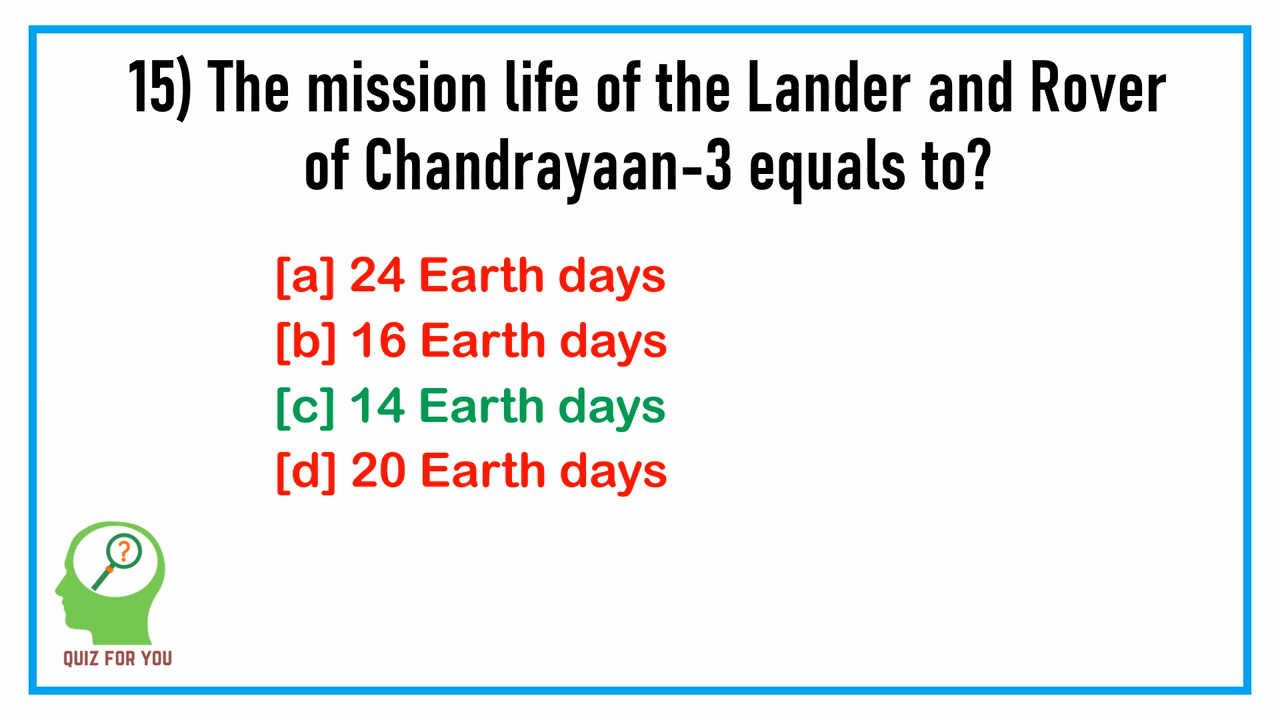 15) The mission life of the Lander and Rover
of Chandrayaan-3 equals to?
[a] 24 Earth days
[b] 16 Earth days
[c] 14 Earth days
[d] 20 Earth days
?
QUIZ FOR YOU